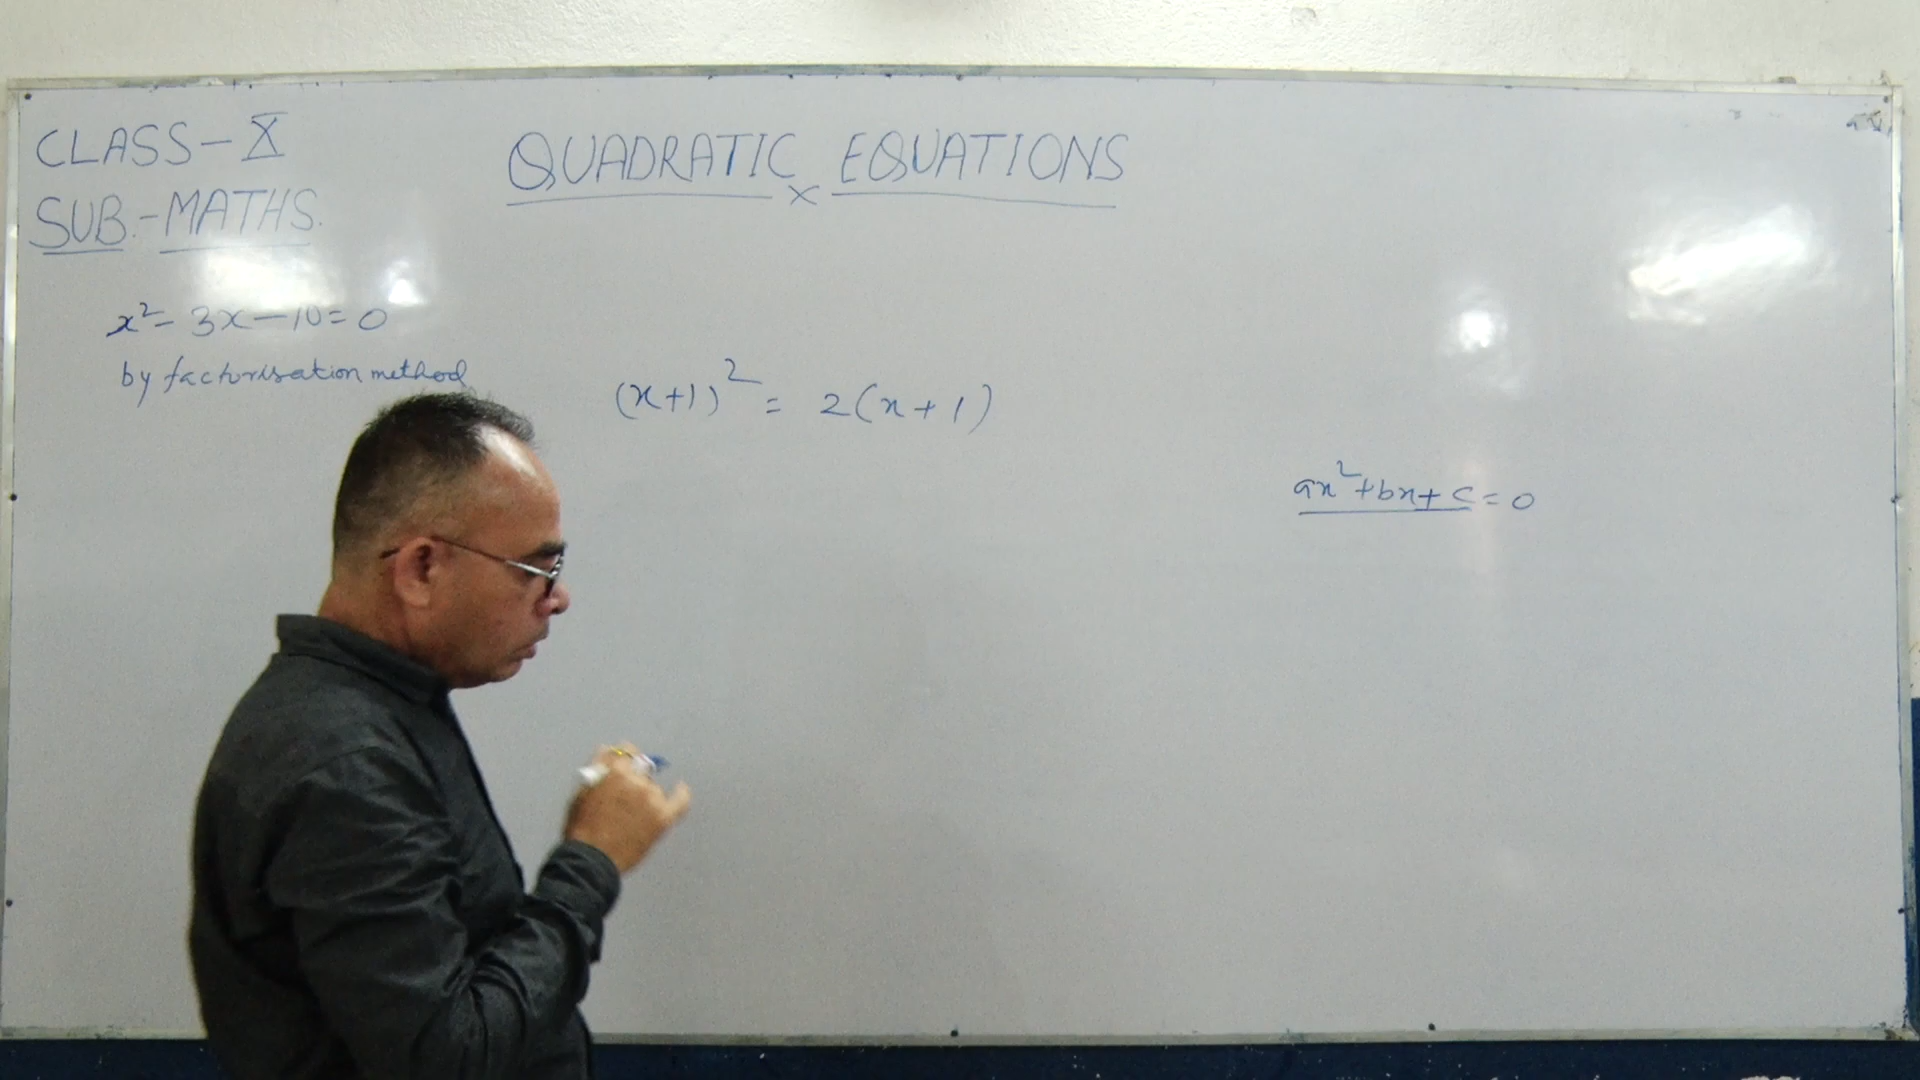 CLASS-X
SUB.-MATHS.
QUADRATIC EQUATIONS
x
x²-3x-10=0
by factorisation method
(x+1)² = 2(x+1)
ax²+bx+c=0